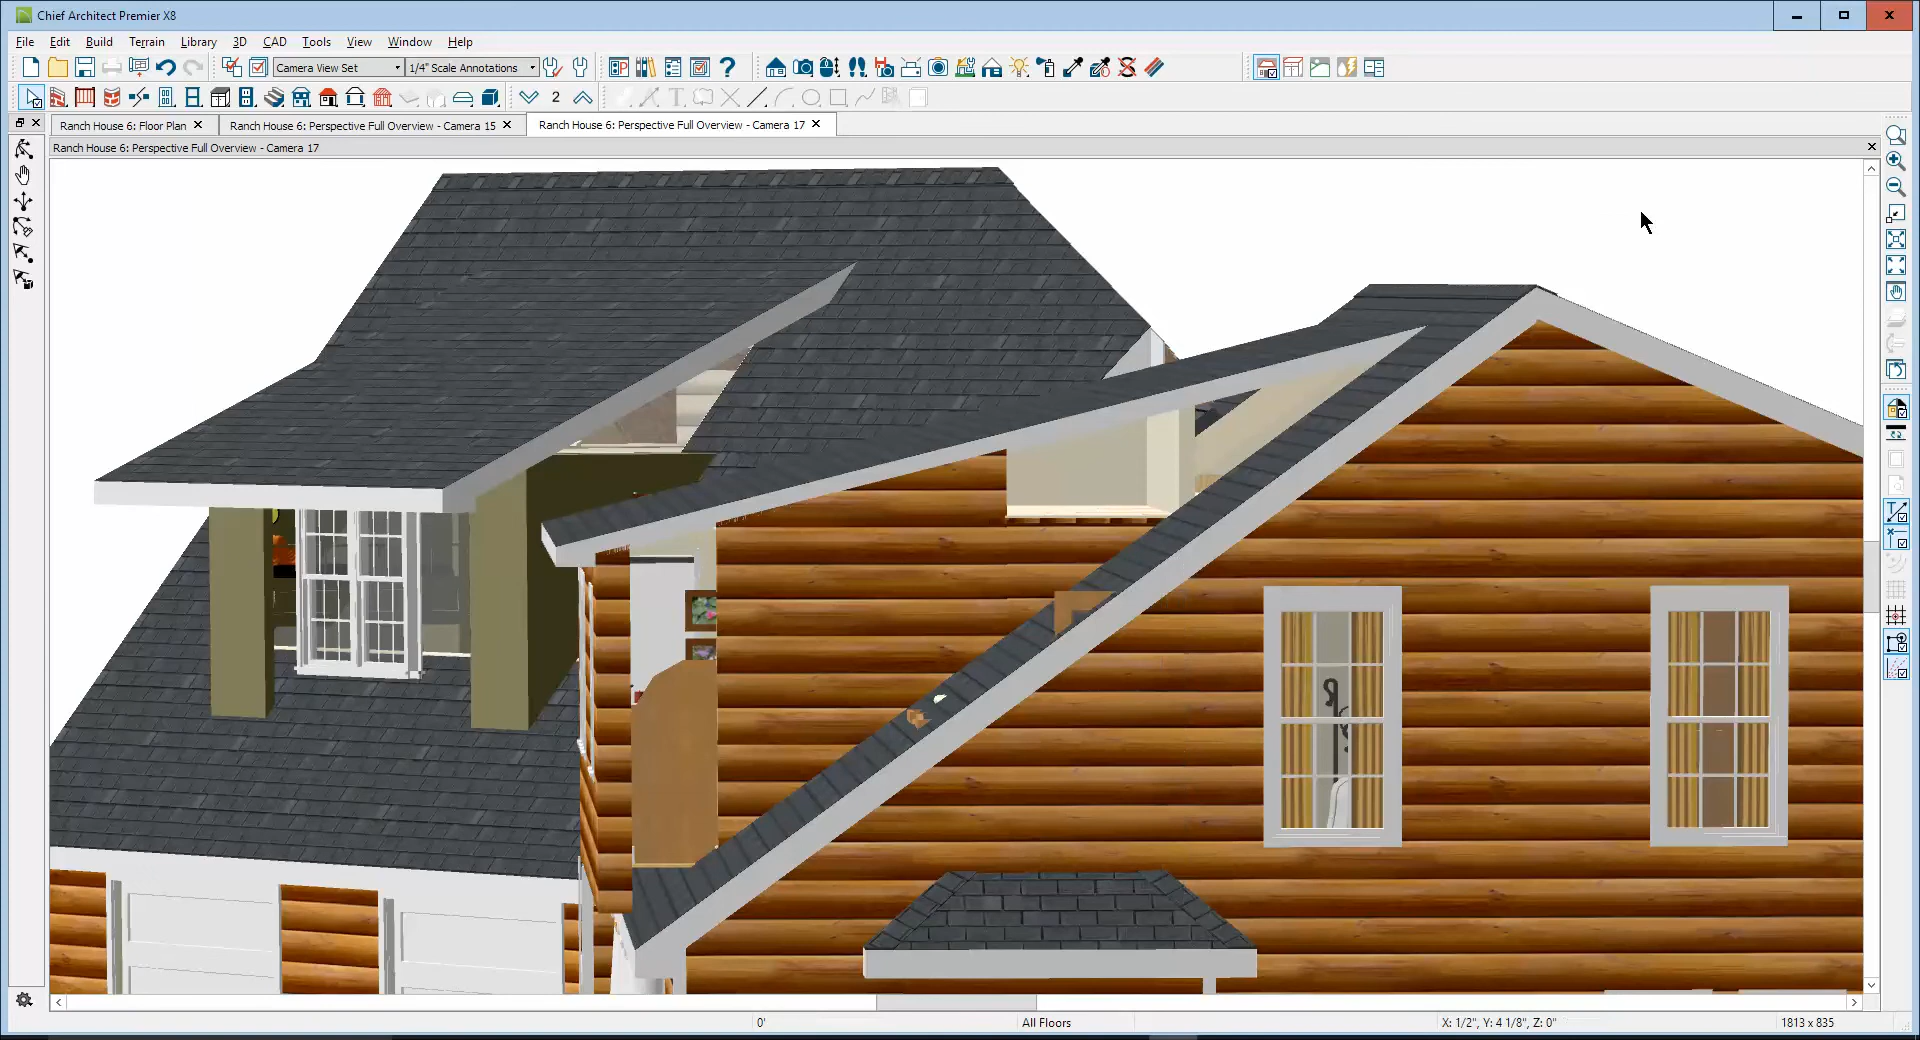 Chief Architect Premier X8
File Edit Build Terrain Library 3D CAD Tools View Window Help
Camera View Set 1/4" Scale Annotations
2
Ranch House 6: Floor Plan Ranch House 6: Perspective Full Overview - Camera 15 Ranch House 6: Perspective Full Overview - Camera 17
Ranch House 6: Perspective Full Overview - Camera 17
0' All Floors X: 1/2", Y: 4 1/8", Z: 0" 1813 x 835